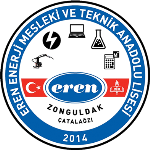 EREN ENERJİ MESLEKİ VE TEKNİK ANADOLU LİSESİ
eren
ZONGULDAK
ÇATALAĞZI
2014